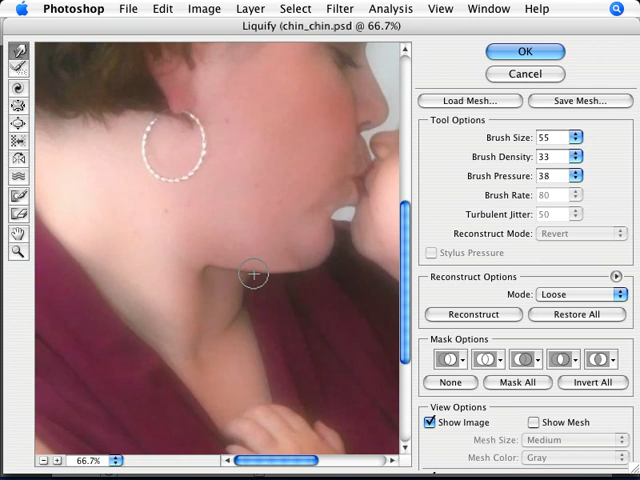 Photoshop File Edit Image Layer Select Filter Analysis View Window Help
Liquify (chin_chin.psd @ 66.7%)
OK
Cancel
Load Mesh... Save Mesh...
Tool Options
Brush Size: 55
Brush Density: 33
Brush Pressure: 38
Brush Rate: 80
Turbulent Jitter: 50
Reconstruct Mode: Revert
Stylus Pressure
Reconstruct Options
Mode: Loose
Reconstruct Restore All
Mask Options
None Mask All Invert All
View Options
Show Image Show Mesh
Mesh Size: Medium
Mesh Color: Gray
66.7%